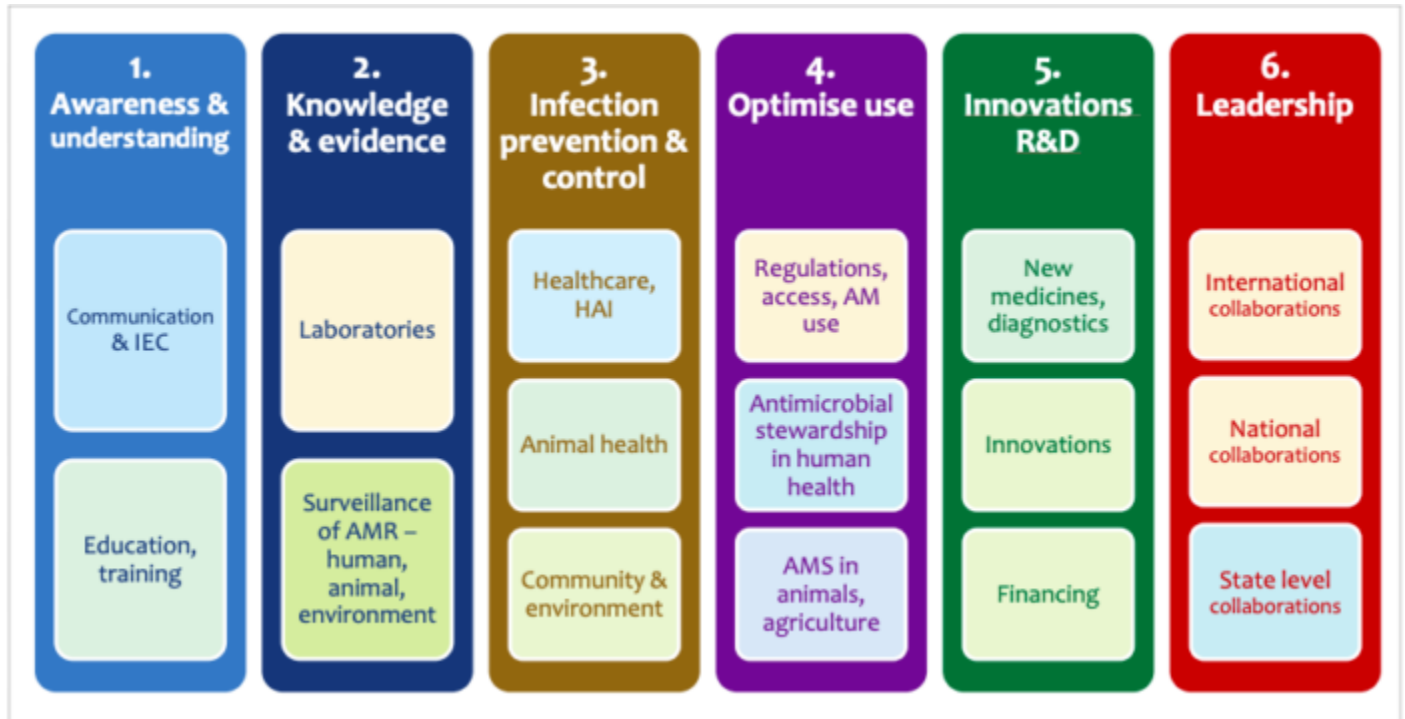 1.
Awareness &
understanding
Communication
& IEC
Education,
training
2.
Knowledge
& evidence
Laboratories
Surveillance
of AMR –
human,
animal,
environment
3.
Infection
prevention &
control
Healthcare,
HAI
Animal health
Community &
environment
4.
Optimise use
Regulations,
access, AM
use
Antimicrobial
stewardship
in human
health
AMS in
animals,
agriculture
5.
Innovations
R&D
New
medicines,
diagnostics
Innovations
Financing
6.
Leadership
International
collaborations
National
collaborations
State level
collaborations